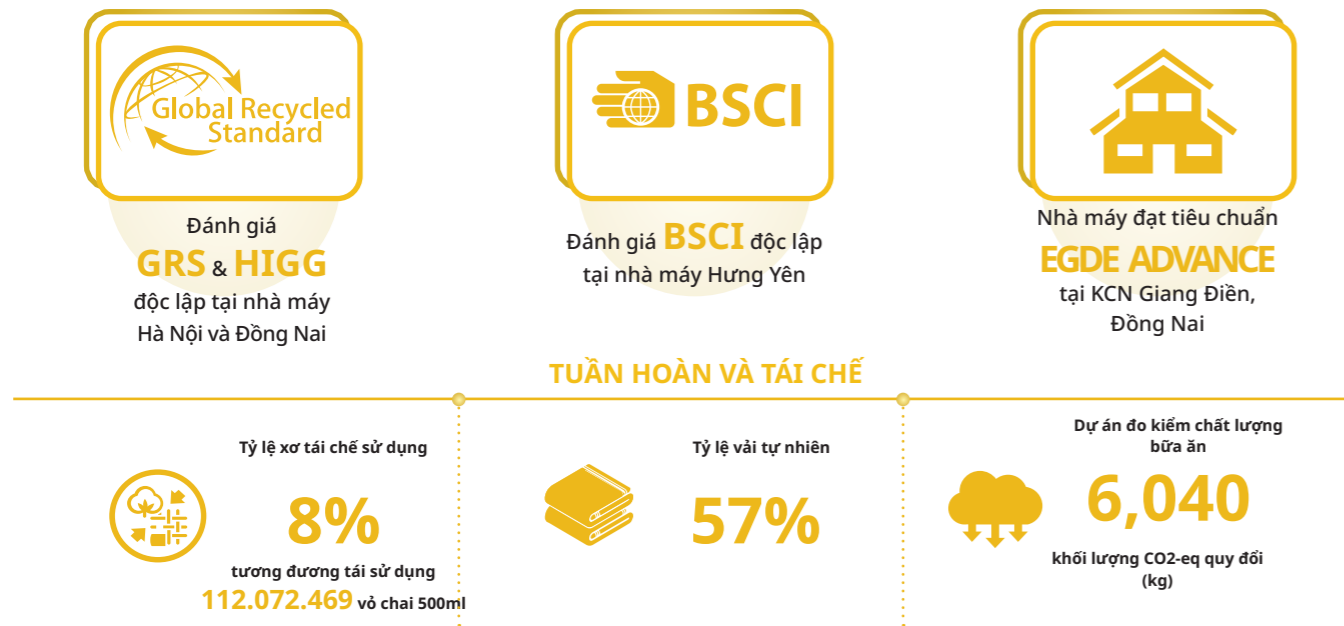 Global Recycled
Standard
Đánh giá
GRS & HIGG
độc lập tại nhà máy
Hà Nội và Đồng Nai
BSCI
Đánh giá BSCI độc lập
tại nhà máy Hưng Yên
Nhà máy đạt tiêu chuẩn
EGDE ADVANCE
tại KCN Giang Điền,
Đồng Nai
TUẦN HOÀN VÀ TÁI CHẾ
Tỷ lệ xơ tái chế sử dụng
8%
tương đương tái sử dụng
112.072.469 vỏ chai 500ml
Tỷ lệ vải tự nhiên
57%
Dự án đo kiểm chất lượng
bữa ăn
6,040
khối lượng CO2-eq quy đổi
(kg)